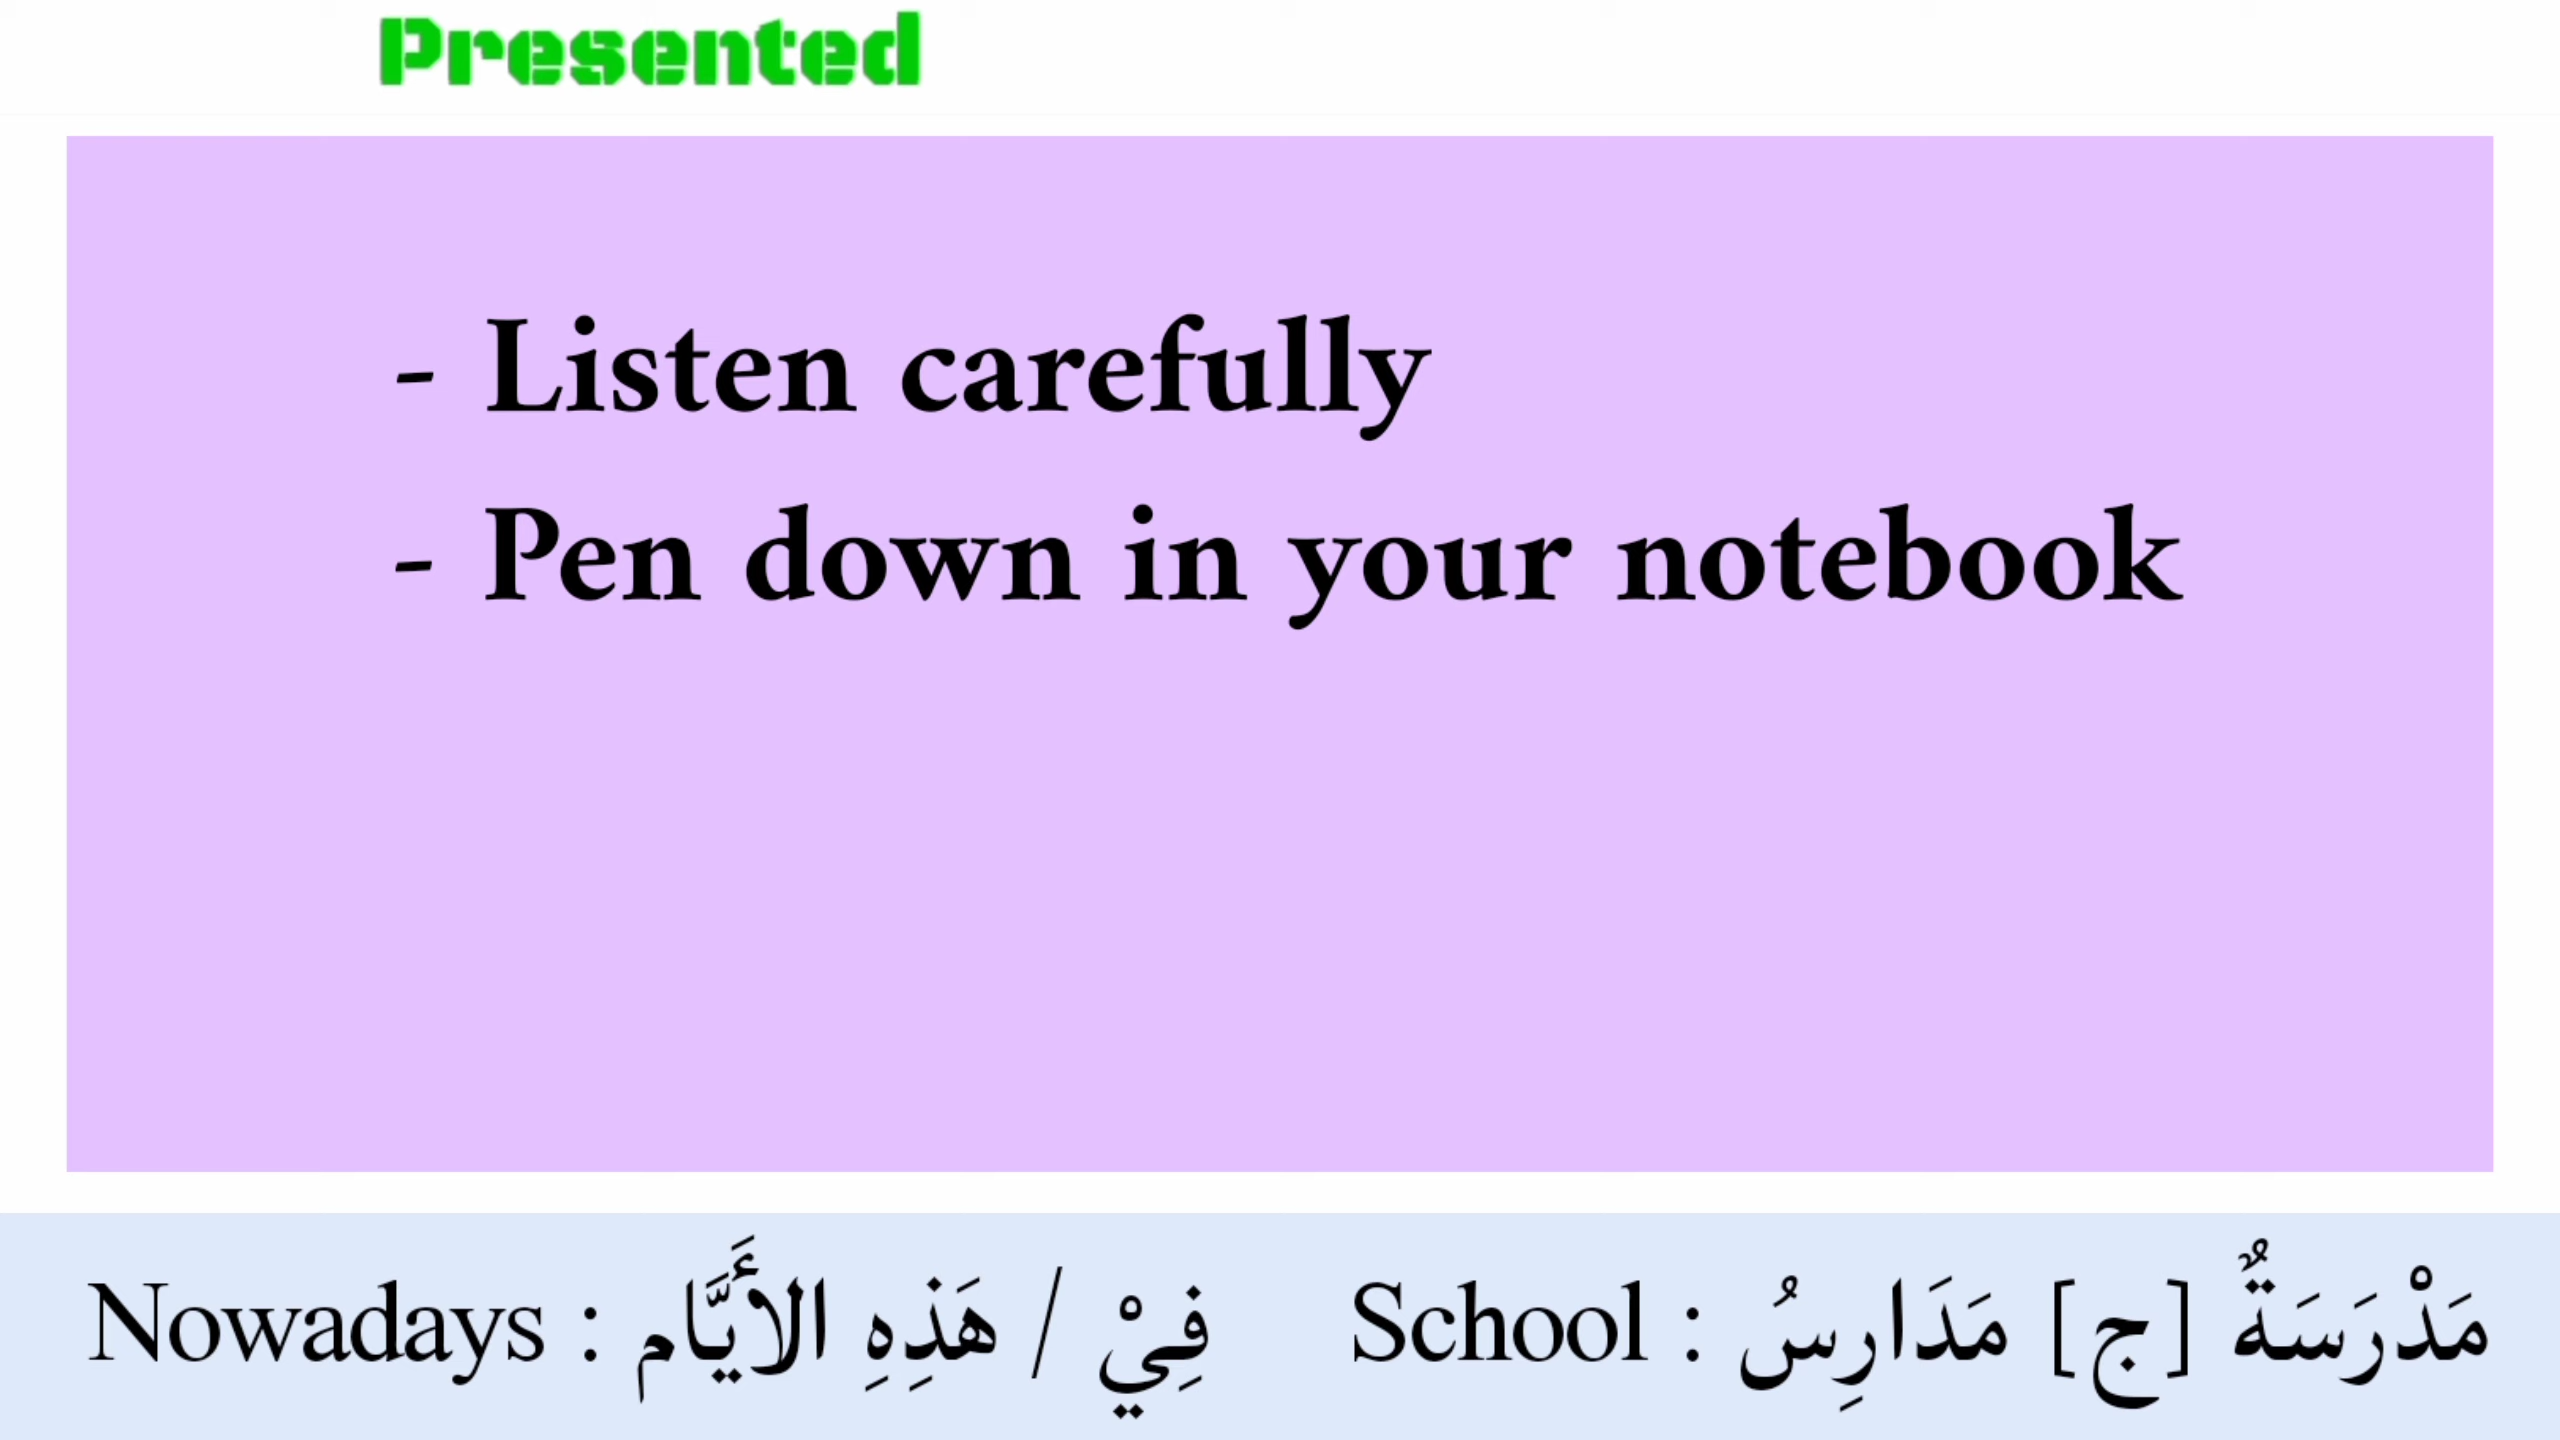 Presented
- Listen carefully
- Pen down in your notebook
مَدْرَسَةٌ [ج] مَدَارِسُ : School فِيْ / هَذِهِ الأَيَّام : Nowadays